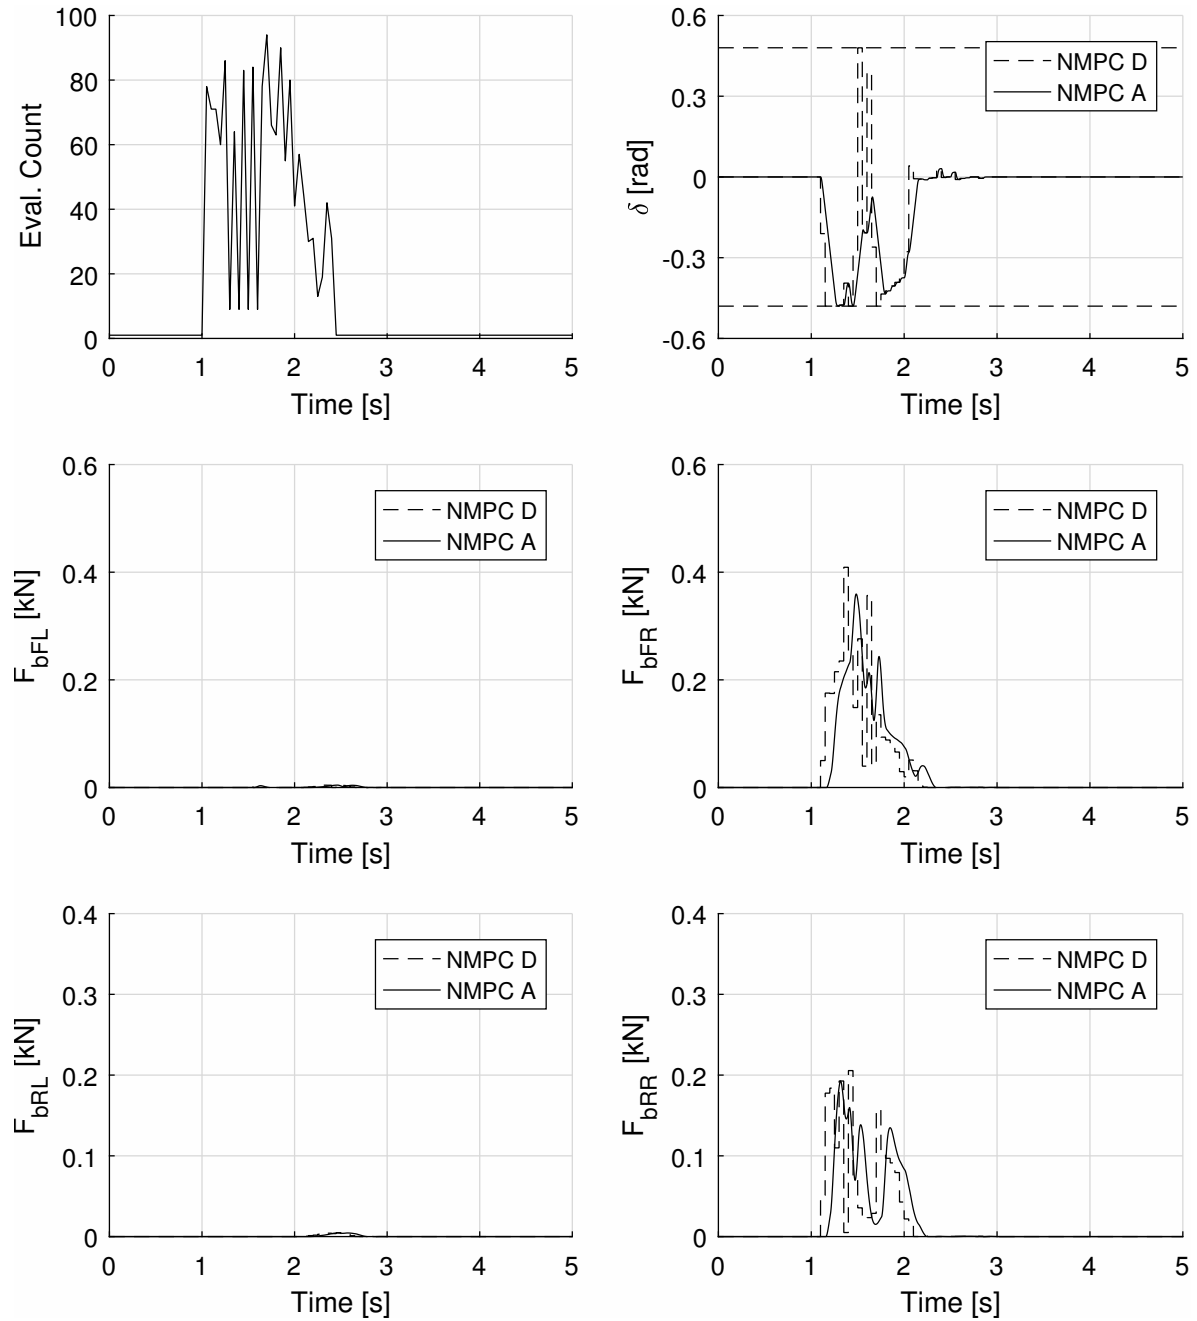 100
80
60
40
20
0
Eval. Count
0 1 2 3 4 5
Time [s]
0.6
0.3
0
-0.3
-0.6
δ [rad]
NMPC D
NMPC A
0 1 2 3 4 5
Time [s]
0.6
0.4
0.2
0
F_bFL [kN]
NMPC D
NMPC A
0 1 2 3 4 5
Time [s]
0.6
0.4
0.2
0
F_bFR [kN]
NMPC D
NMPC A
0 1 2 3 4 5
Time [s]
0.4
0.3
0.2
0.1
0
F_bRL [kN]
NMPC D
NMPC A
0 1 2 3 4 5
Time [s]
0.4
0.3
0.2
0.1
0
F_bRR [kN]
NMPC D
NMPC A
0 1 2 3 4 5
Time [s]